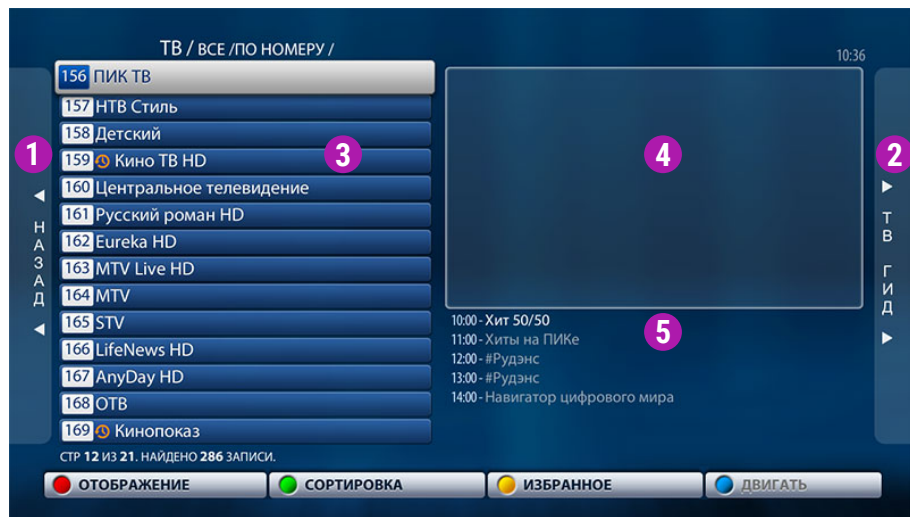 ТВ / ВСЕ /ПО НОМЕРУ /
10:36
156 ПИК ТВ
157 НТВ Стиль
158 Детский
159 Кино ТВ HD
160 Центральное телевидение
161 Русский роман HD
162 Eureka HD
163 MTV Live HD
164 MTV
165 STV
166 LifeNews HD
167 AnyDay HD
168 ОТВ
169 Кинопоказ
СТР 12 ИЗ 21. НАЙДЕНО 286 ЗАПИСИ.
1
НАЗАД
3
4
2
ТВ ГИД
10:00 - Хит 50/50
11:00 - Хиты на ПИКе
12:00 - #Рудэнс
13:00 - #Рудэнс
14:00 - Навигатор цифрового мира
5
ОТОБРАЖЕНИЕ
СОРТИРОВКА
ИЗБРАННОЕ
ДВИГАТЬ